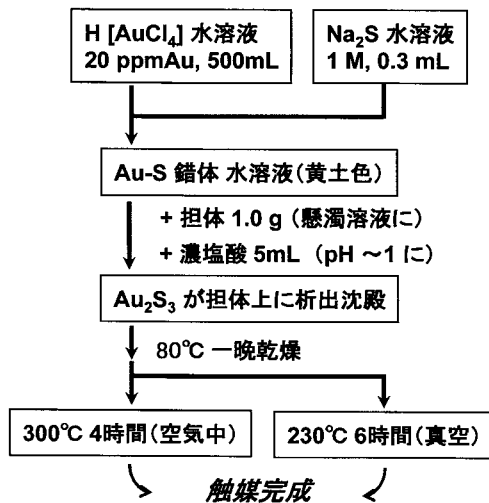 H [AuCl4] 水溶液
20 ppmAu, 500mL
Na2S 水溶液
1 M, 0.3 mL
Au-S 錯体 水溶液(黄土色)
+ 担体 1.0 g (懸濁溶液に)
+ 濃塩酸 5mL (pH ~1 に)
Au2S3 が担体上に析出沈殿
80℃ 一晩乾燥
300℃ 4時間(空気中)
230℃ 6時間(真空)
触媒完成